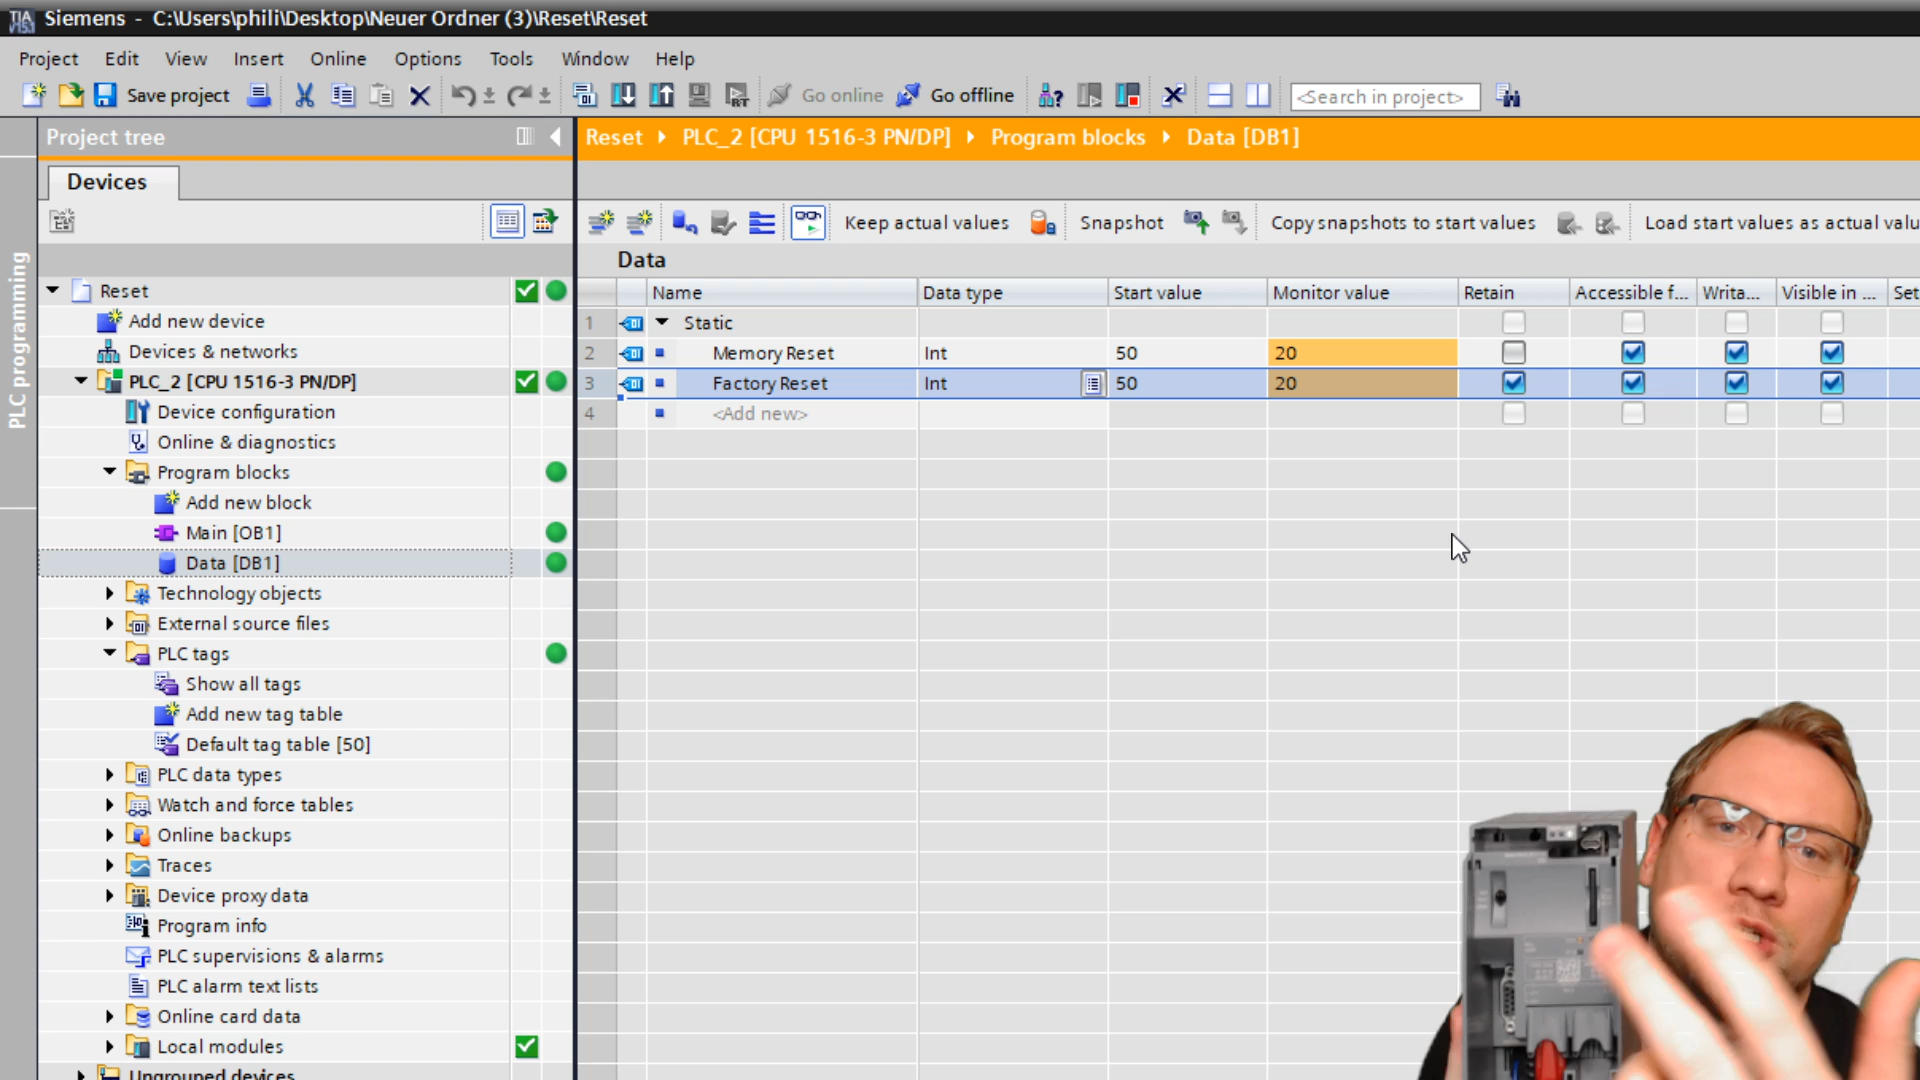 Siemens - C:\Users\phili\Desktop\Neuer Ordner (3)\Reset\Reset
Project Edit View Insert Online Options Tools Window Help
Save project Go online Go offline <Search in project>
Project tree
Reset PLC_2 [CPU 1516-3 PN/DP] Program blocks Data [DB1]
Devices
Keep actual values Snapshot Copy snapshots to start values Load start values as actual valu
PLC programming
Data
Name Data type Start value Monitor value Retain Accessible f... Writa... Visible in ... Set
1 Static
2 Memory Reset Int 50 20
3 Factory Reset Int 50 20
4 <Add new>
Reset
Add new device
Devices & networks
PLC_2 [CPU 1516-3 PN/DP]
Device configuration
Online & diagnostics
Program blocks
Add new block
Main [OB1]
Data [DB1]
Technology objects
External source files
PLC tags
Show all tags
Add new tag table
Default tag table [50]
PLC data types
Watch and force tables
Online backups
Traces
Device proxy data
Program info
PLC supervisions & alarms
PLC alarm text lists
Online card data
Local modules
Ungrouped devices